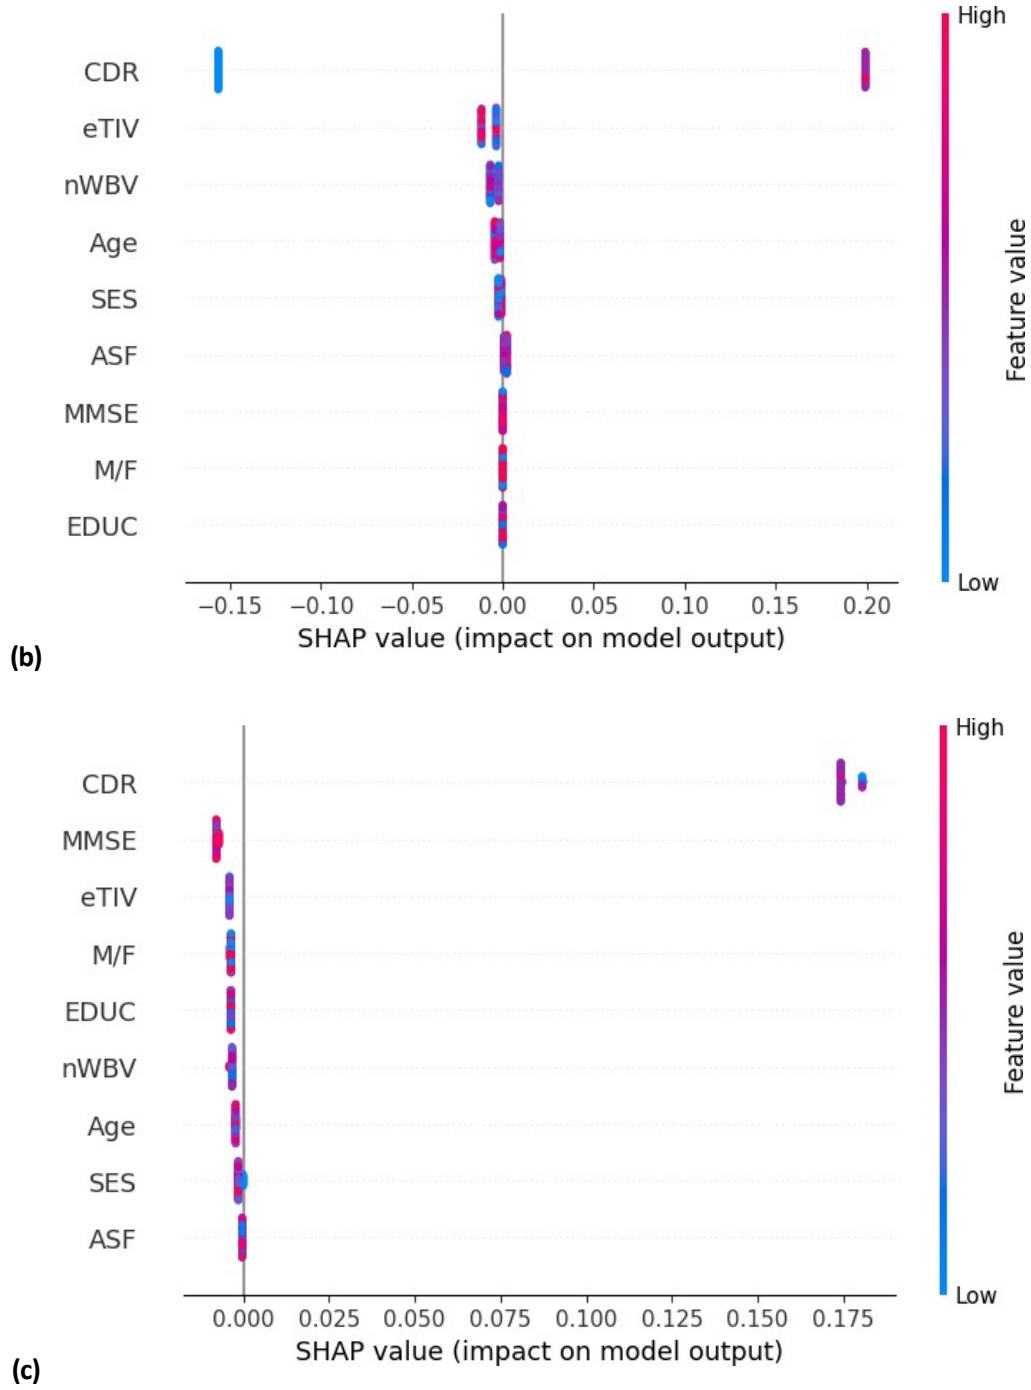 High
CDR
eTIV
nWBV
Age
SES
ASF
MMSE
M/F
EDUC
Feature value
Low
−0.15 −0.10 −0.05 0.00 0.05 0.10 0.15 0.20
SHAP value (impact on model output)
(b)
High
CDR
MMSE
eTIV
M/F
EDUC
nWBV
Age
SES
ASF
Feature value
Low
0.000 0.025 0.050 0.075 0.100 0.125 0.150 0.175
SHAP value (impact on model output)
(c)